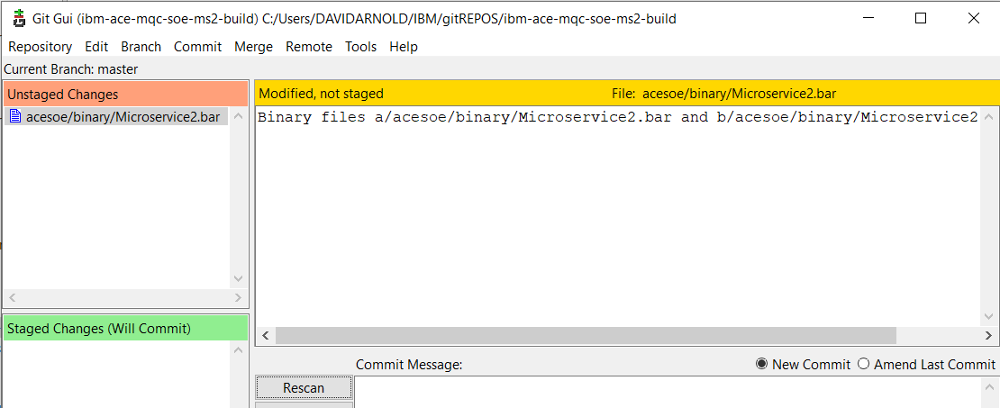 Git Gui (ibm-ace-mqc-soe-ms2-build) C:/Users/DAVIDARNOLD/IBM/gitREPOS/ibm-ace-mqc-soe-ms2-build
Repository Edit Branch Commit Merge Remote Tools Help
Current Branch: master
Unstaged Changes
acesoe/binary/Microservice2.bar
Modified, not staged File: acesoe/binary/Microservice2.bar
Binary files a/acesoe/binary/Microservice2.bar and b/acesoe/binary/Microservice2
Staged Changes (Will Commit)
Commit Message: New Commit Amend Last Commit
Rescan